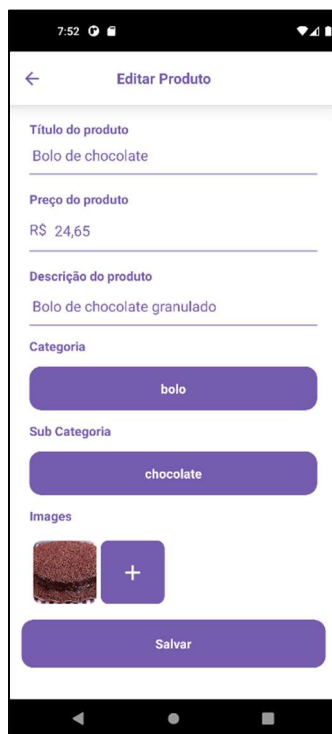 7:52
Editar Produto
Título do produto
Bolo de chocolate
Preço do produto
R$ 24,65
Descrição do produto
Bolo de chocolate granulado
Categoria
bolo
Sub Categoria
chocolate
Images
+
Salvar